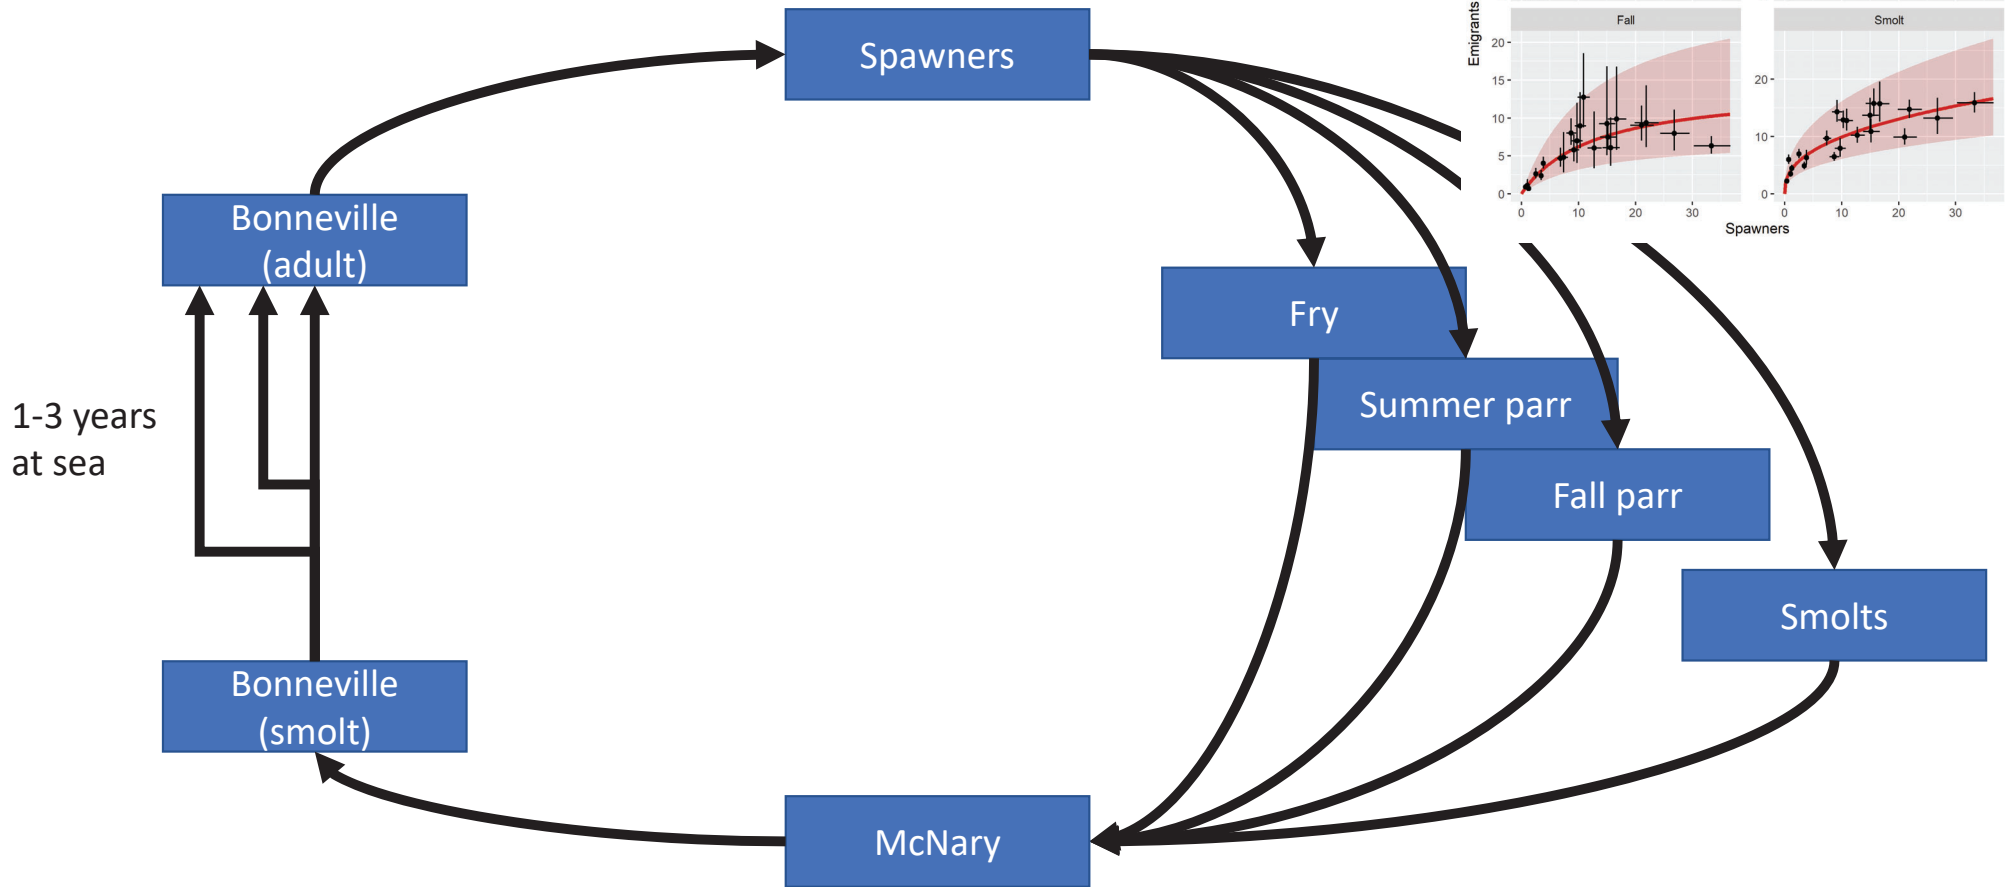 Spawners
Bonneville
(adult)
1-3 years
at sea
Bonneville
(smolt)
McNary
Fry
Summer parr
Fall parr
Smolts
Emigrants
Fall
20
15
10
5
0
0 10 20 30
Smolt
20
10
0
0 10 20 30
Spawners